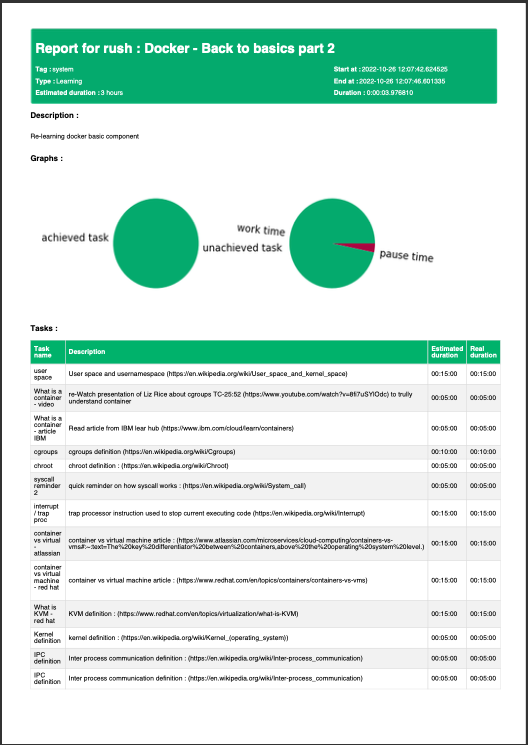 Report for rush : Docker - Back to basics part 2
Tag : system
Start at : 2022-10-26 12:07:42.624525
Type : Learning
End at : 2022-10-26 12:07:46.601335
Estimated duration : 3 hours
Duration : 0:00:03.976810
Description :
Re-learning docker basic component
Graphs :
achieved task
unachieved task
work time
pause time
Tasks :
Task name
Description
Estimated duration
Real duration
user space
User space and usernamespace (https://en.wikipedia.org/wiki/User_space_and_kernel_space)
00:15:00
00:15:00
What is a container - video
re-Watch presentation of Liz Rice about cgroups TC-25:52 (https://www.youtube.com/watch?v=8fi7uSYlOdc) to trully
understand container
00:05:00
00:05:00
What is a container - article IBM
Read article from IBM lear hub (https://www.ibm.com/cloud/learn/containers)
00:05:00
00:05:00
cgroups
cgroups definition (https://en.wikipedia.org/wiki/Cgroups)
00:10:00
00:10:00
chroot
chroot definition : (https://en.wikipedia.org/wiki/Chroot)
00:05:00
00:05:00
syscall reminder 2
quick reminder on how syscall works : (https://en.wikipedia.org/wiki/System_call)
00:05:00
00:05:00
interrupt / trap proc
trap processor instruction used to stop current executing code (https://en.wikipedia.org/wiki/Interrupt)
00:15:00
00:15:00
container vs virtual - atlassian
container vs virtual machine article : (https://www.atlassian.com/microservices/cloud-computing/containers-vs-
vms#:~:text=The%20key%20differentiator%20between%20containers,above%20the%20operating%20system%20level.)
00:15:00
00:15:00
container vs virtual machine - red hat
container vs virtual machine article : (https://www.redhat.com/en/topics/containers/containers-vs-vms)
00:15:00
00:15:00
What is KVM - red hat
KVM definition : (https://www.redhat.com/en/topics/virtualization/what-is-KVM)
00:15:00
00:15:00
Kernel definition
kernel definition : (https://en.wikipedia.org/wiki/Kernel_(operating_system))
00:05:00
00:05:00
IPC definition
Inter process communication definition : (https://en.wikipedia.org/wiki/Inter-process_communication)
00:05:00
00:05:00
IPC definition
Inter process communication definition : (https://en.wikipedia.org/wiki/Inter-process_communication)
00:05:00
00:05:00